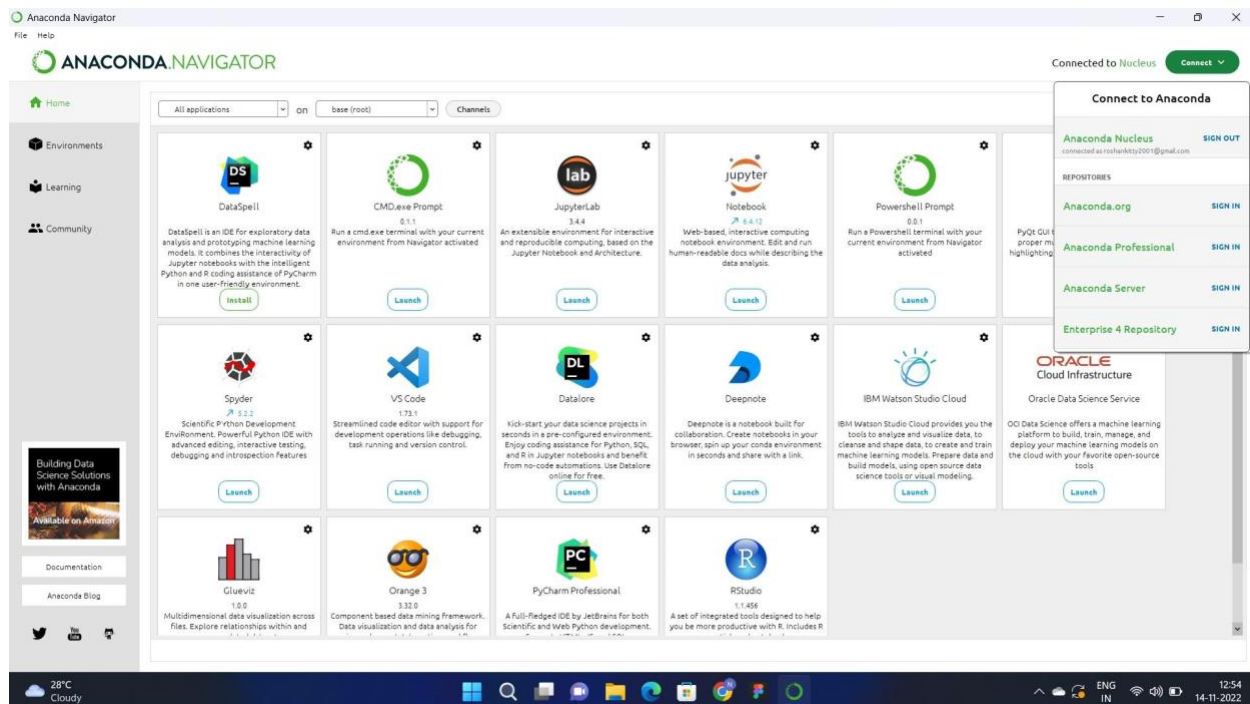 Anaconda Navigator
File Help
ANACONDA.NAVIGATOR
Connected to Nucleus
Connect
Home
Environments
Learning
Community
Building Data
Science Solutions
with Anaconda
Available on Amazon
Documentation
Anaconda Blog
You
Tube
All applications on base (root) Channels
DS
DataSpell
DataSpell is an IDE for exploratory data
analysis and prototyping machine learning
models. It combines the interactivity of
Jupyter notebooks with the intelligent
Python and R coding assistance of PyCharm
in one user-friendly environment.
Install
CMD.exe Prompt
0.1.1
Run a cmd.exe terminal with your current
environment from Navigator activated
Launch
lab
JupyterLab
3.4.4
An extensible environment for interactive
and reproducible computing, based on the
Jupyter Notebook and Architecture.
Launch
jupyter
Notebook
6.4.12
Web-based, interactive computing
notebook environment. Edit and run
human-readable docs while describing the
data analysis.
Launch
Powershell Prompt
0.0.1
Run a Powershell terminal with your
current environment from Navigator
activated
Launch
PyQt GUI
proper
highlighting
Connect to Anaconda
Anaconda Nucleus SIGN OUT
connected as roshankitty2001@gmail.com
REPOSITORIES
Anaconda.org SIGN IN
Anaconda Professional SIGN IN
Anaconda Server SIGN IN
Enterprise 4 Repository SIGN IN
Spyder
5.2.2
Scientific PYthon Development
EnviRonment. Powerful Python IDE with
advanced editing, interactive testing,
debugging and introspection features
Launch
VS Code
1.73.1
Streamlined code editor with support for
development operations like debugging,
task running and version control.
Launch
DL
Datalore
Kick-start your data science projects in
seconds in a pre-configured environment.
Enjoy coding assistance for Python, SQL,
and R in Jupyter notebooks and benefit
from no-code automations. Use Datalore
online for free.
Launch
Deepnote
Deepnote is a notebook built for
collaboration. Create notebooks in your
browser, spin up your conda environment
in seconds and share with a link.
Launch
IBM Watson Studio Cloud
IBM Watson Studio Cloud provides you the
tools to analyze and visualize data, to
cleanse and shape data, to create and train
machine learning models. Prepare data and
build models, using open source data
science tools or visual modeling.
Launch
ORACLE
Cloud Infrastructure
Oracle Data Science Service
OCI Data Science offers a machine learning
platform to build, train, manage, and
deploy your machine learning models on
the cloud with your favorite open-source
tools
Launch
Glueviz
1.0.0
Multidimensional data visualization across
files. Explore relationships within and
Orange 3
3.32.0
Component based data mining framework.
Data visualization and data analysis for
PC
PyCharm Professional
A full-fledged IDE by JetBrains for both
Scientific and Web Python development.
R
RStudio
1.1.456
A set of integrated tools designed to help
you be more productive with R. Includes R
28°C
Cloudy
ENG
IN
12:54
14-11-2022